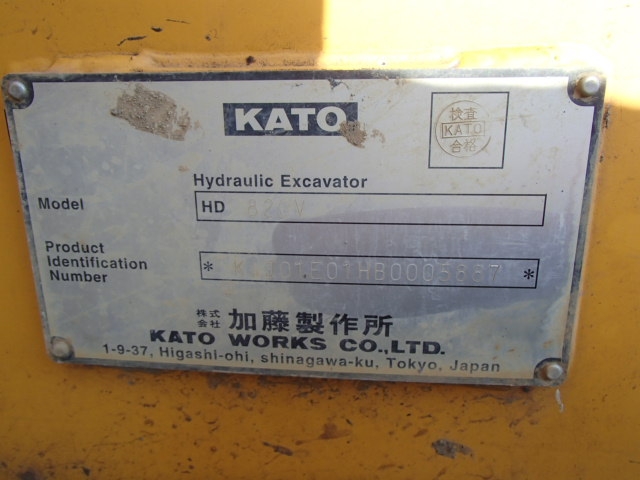 KATO
検査
KATO
合格
Hydraulic Excavator
Model
HD 820V
Product
Identification
Number
* *
株式
会社
加藤製作所
KATO WORKS CO.,LTD.
1-9-37, Higashi-ohi, shinagawa-ku, Tokyo, Japan